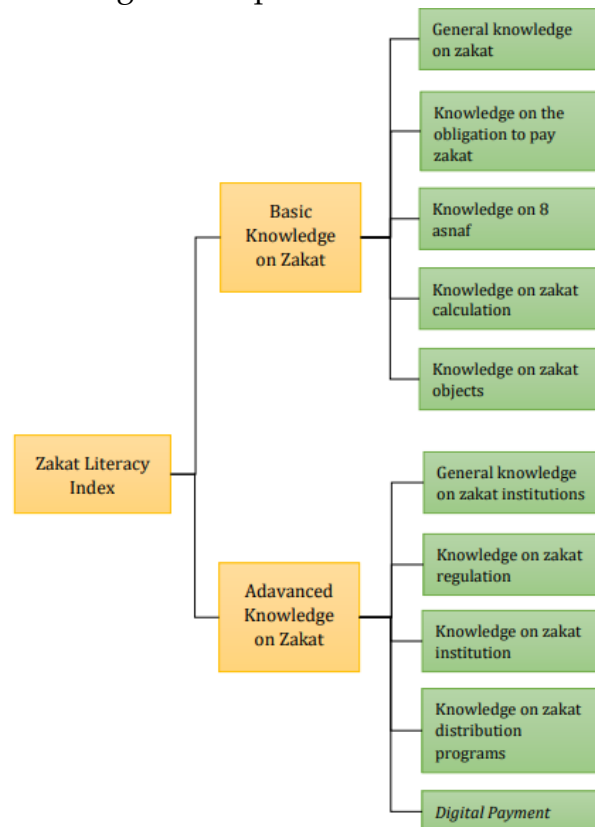 General knowledge
on zakat
Knowledge on the
obligation to pay
zakat
Basic
Knowledge
on Zakat
Knowledge on 8
asnaf
Knowledge on zakat
calculation
Knowledge on zakat
objects
Zakat Literacy
Index
General knowledge
on zakat institutions
Knowledge on zakat
regulation
Adavanced
Knowledge
on Zakat
Knowledge on zakat
institution
Knowledge on zakat
distribution
programs
Digital Payment